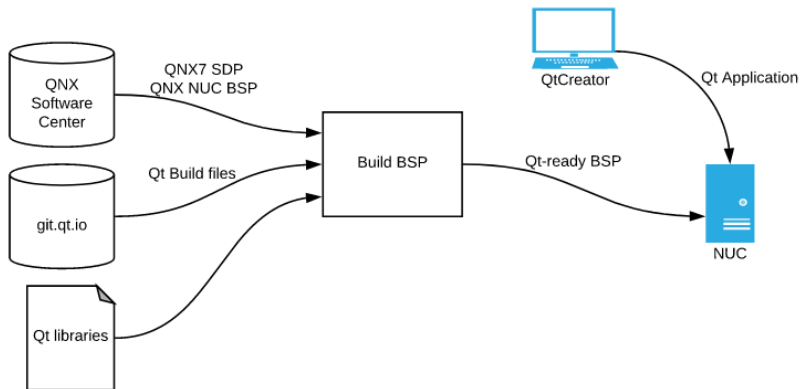 QNX
Software
Center
QNX7 SDP
QNX NUC BSP
QtCreator
Qt Application
Qt Build files
git.qt.io
Build BSP
Qt-ready BSP
NUC
Qt libraries